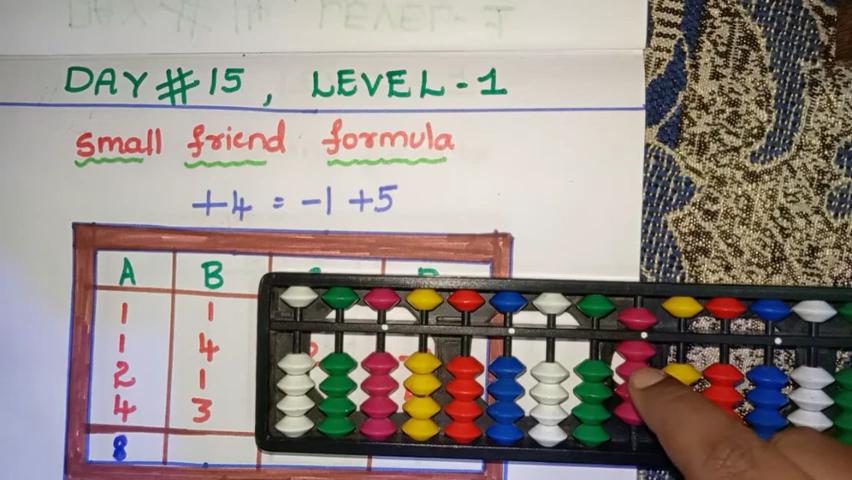 DAY # 15, LEVEL - 1
small friend formula
+4 = -1 +5
A B
1 1
1 4
2 1
4 3
8